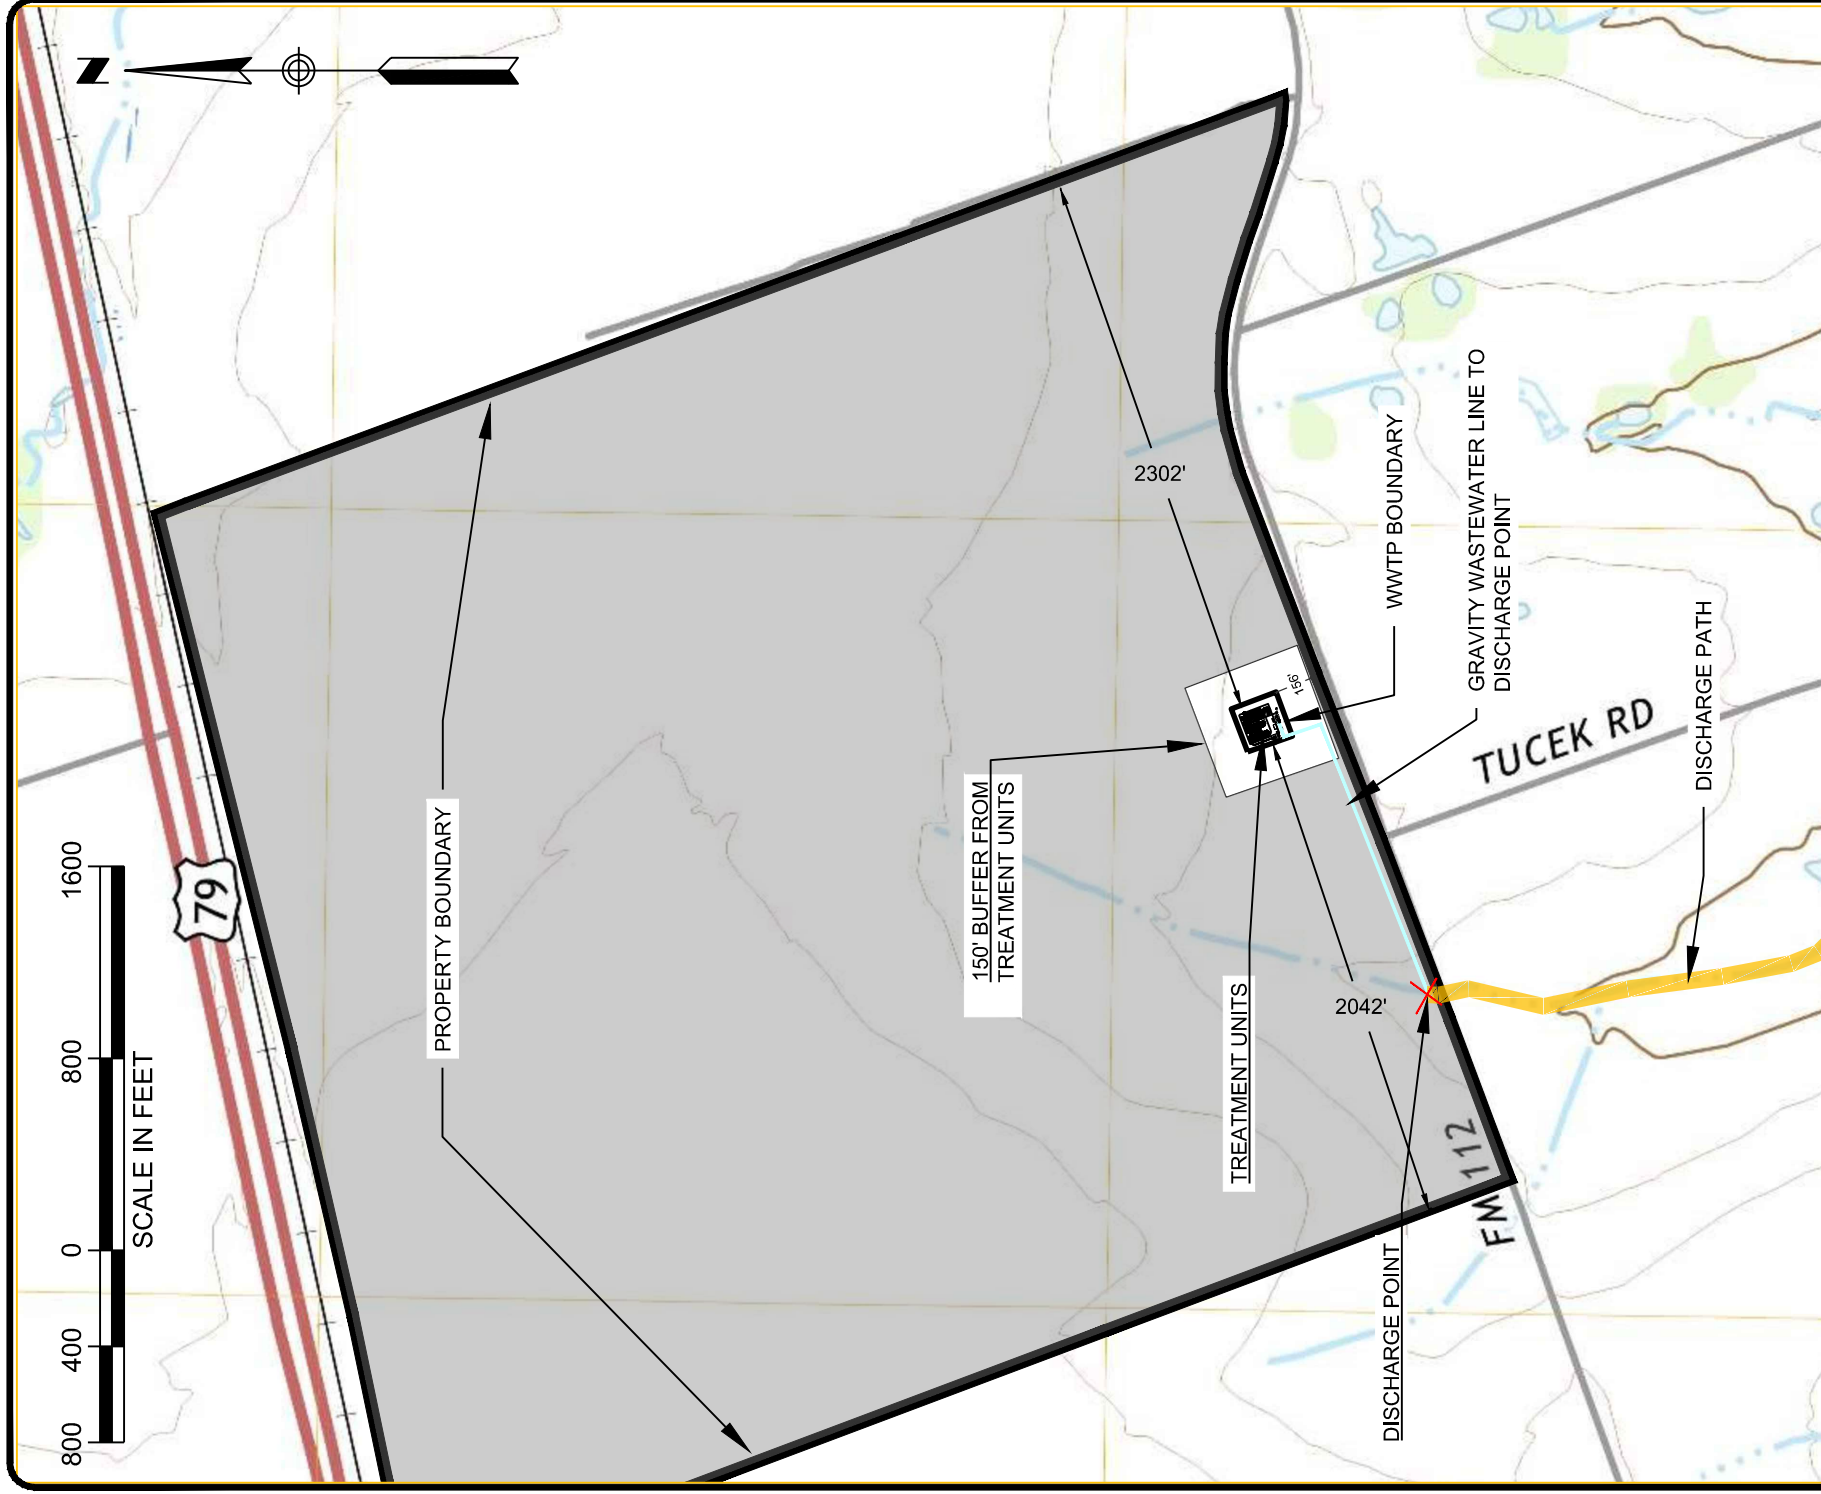 N
1600
800
0
400
800
SCALE IN FEET
79
PROPERTY BOUNDARY
150' BUFFER FROM
TREATMENT UNITS
2302'
WWTP BOUNDARY
GRAVITY WASTEWATER LINE TO
DISCHARGE POINT
156'
TUCEK RD
DISCHARGE PATH
TREATMENT UNITS
2042'
FM 112
DISCHARGE POINT